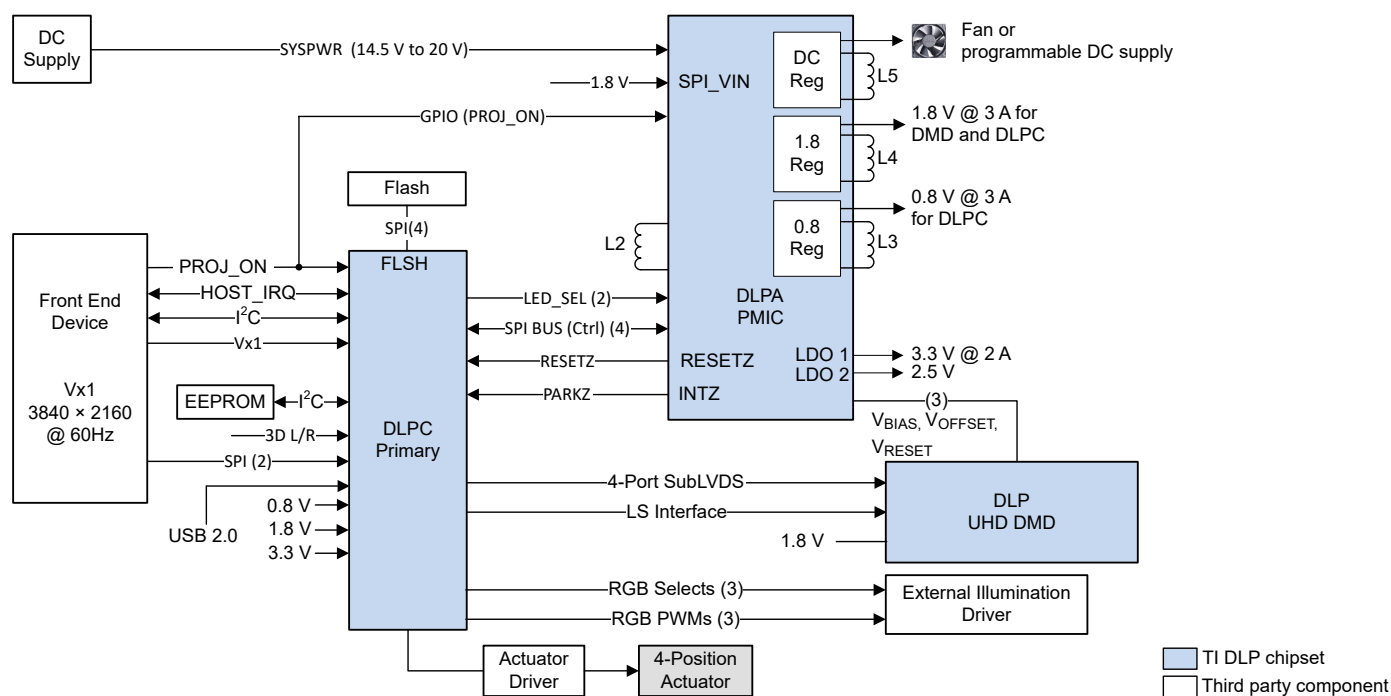 DC
Supply
SYSPWR (14.5 V to 20 V)
1.8 V
SPI_VIN
GPIO (PROJ_ON)
DC
Reg
L5
Fan or
programmable DC supply
1.8
Reg
L4
1.8 V @ 3 A for
DMD and DLPC
0.8
Reg
L3
0.8 V @ 3 A
for DLPC
L2
DLPA
PMIC
Flash
SPI(4)
FLSH
Front End
Device
Vx1
3840 × 2160
@ 60Hz
PROJ_ON
HOST_IRQ
I²C
Vx1
EEPROM
I²C
3D L/R
SPI (2)
USB 2.0
0.8 V
1.8 V
3.3 V
DLPC
Primary
LED_SEL (2)
SPI BUS (Ctrl) (4)
RESETZ
RESETZ
PARKZ
INTZ
LDO 1
3.3 V @ 2 A
LDO 2
2.5 V
(3)
VBIAS, VOFFSET,
VRESET
4-Port SubLVDS
LS Interface
1.8 V
DLP
UHD DMD
RGB Selects (3)
RGB PWMs (3)
External Illumination
Driver
Actuator
Driver
4-Position
Actuator
TI DLP chipset
Third party component